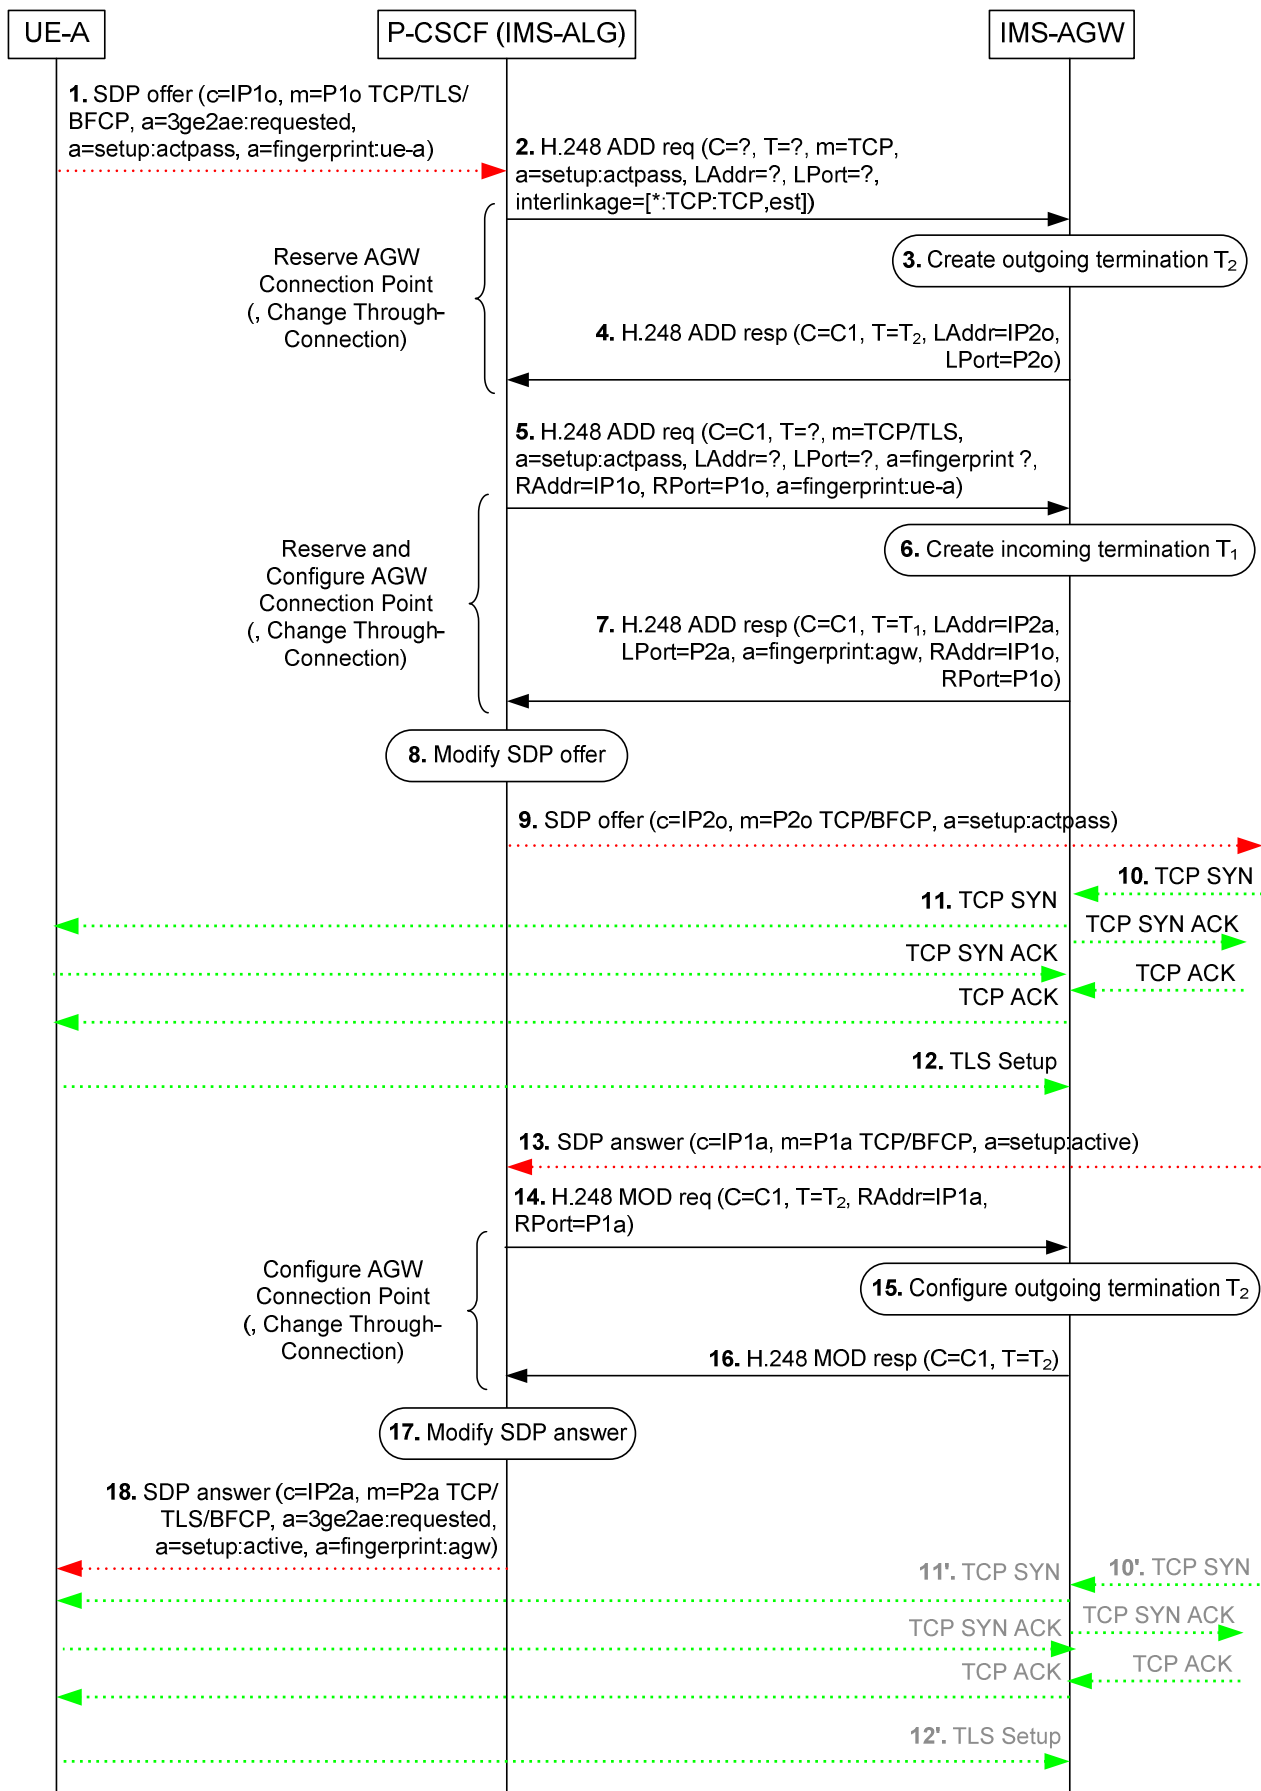 UE-A
P-CSCF (IMS-ALG)
IMS-AGW
1. SDP offer (c=IP1o, m=P1o TCP/TLS/
BFCP, a=3ge2ae:requested,
a=setup:actpass, a=fingerprint:ue-a)
2. H.248 ADD req (C=?, T=?, m=TCP,
a=setup:actpass, LAddr=?, LPort=?,
interlinkage=[*:TCP:TCP,est])
Reserve AGW
Connection Point
(, Change Through-
Connection)
3. Create outgoing termination T2
4. H.248 ADD resp (C=C1, T=T2, LAddr=IP2o,
LPort=P2o)
5. H.248 ADD req (C=C1, T=?, m=TCP/TLS,
a=setup:actpass, LAddr=?, LPort=?, a=fingerprint ?,
RAddr=IP1o, RPort=P1o, a=fingerprint:ue-a)
Reserve and
Configure AGW
Connection Point
(, Change Through-
Connection)
6. Create incoming termination T1
7. H.248 ADD resp (C=C1, T=T1, LAddr=IP2a,
LPort=P2a, a=fingerprint:agw, RAddr=IP1o,
RPort=P1o)
8. Modify SDP offer
9. SDP offer (c=IP2o, m=P2o TCP/BFCP, a=setup:actpass)
10. TCP SYN
11. TCP SYN
TCP SYN ACK
TCP SYN ACK
TCP ACK
TCP ACK
12. TLS Setup
13. SDP answer (c=IP1a, m=P1a TCP/BFCP, a=setup:active)
14. H.248 MOD req (C=C1, T=T2, RAddr=IP1a,
RPort=P1a)
Configure AGW
Connection Point
(, Change Through-
Connection)
15. Configure outgoing termination T2
16. H.248 MOD resp (C=C1, T=T2)
17. Modify SDP answer
18. SDP answer (c=IP2a, m=P2a TCP/
TLS/BFCP, a=3ge2ae:requested,
a=setup:active, a=fingerprint:agw)
10'. TCP SYN
11'. TCP SYN
TCP SYN ACK
TCP SYN ACK
TCP ACK
TCP ACK
12'. TLS Setup